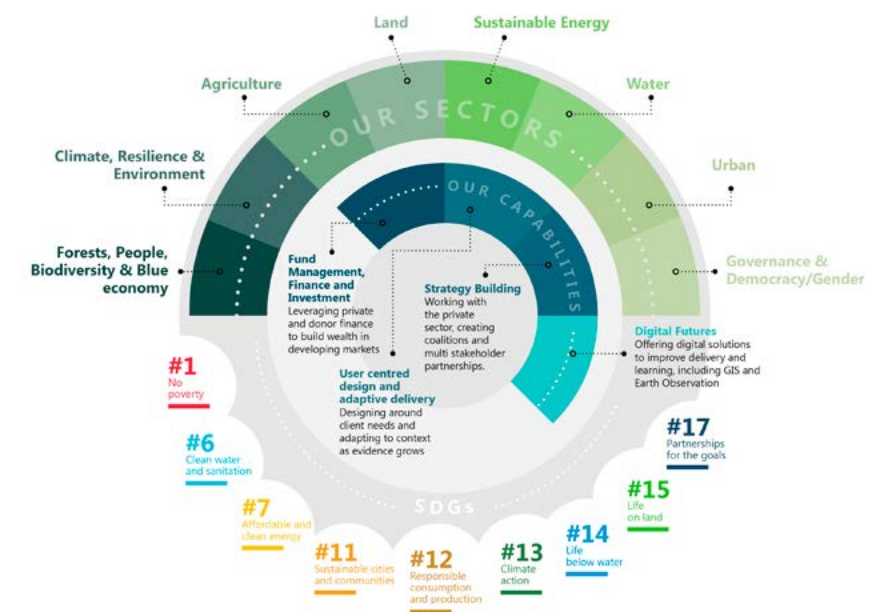 Land
Sustainable Energy
Agriculture
Water
OUR SECTORS
Climate, Resilience &
Environment
Urban
OUR CAPABILITIES
Forests, People,
Biodiversity & Blue
economy
Governance &
Democracy/Gender
Fund
Management,
Finance and
Investment
Leveraging private
and donor finance
to build wealth in
developing markets
Strategy Building
Working with
the private
sector, creating
coalitions and
multi stakeholder
partnerships.
Digital Futures
Offering digital solutions
to improve delivery and
learning, including GIS and
Earth Observation
User centred
design and
adaptive delivery
Designing around
client needs and
adapting to context
as evidence grows
#1
No
poverty
#6
Clean water
and sanitation
#7
Affordable and
clean energy
#11
Sustainable cities
and communities
#12
Responsible
consumption
and production
#13
Climate
action
#14
Life
below water
#15
Life
on land
#17
Partnerships
for the goals
SDGs